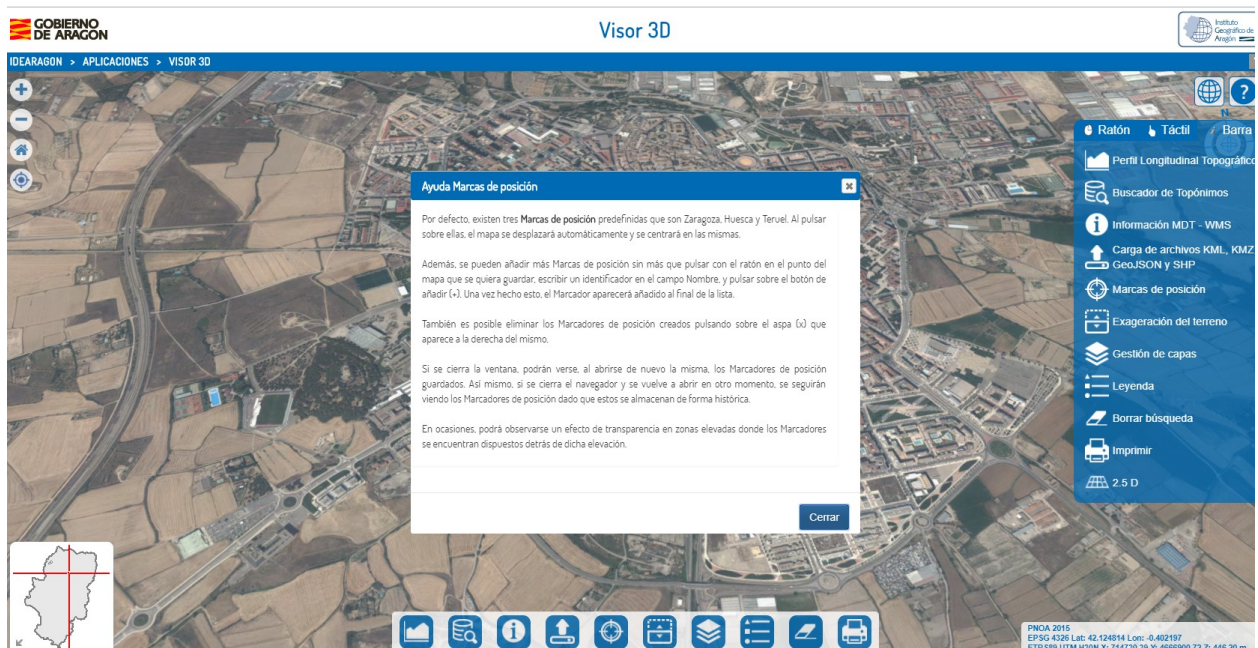 GOBIERNO
DE ARAGON
Visor 3D
Instituto
Geográfico de
Aragón
IDEARAGON > APLICACIONES > VISOR 3D
N
Ratón Táctil Barra
Perfil Longitudinal Topográfico
Buscador de Topónimos
Información MDT - WMS
Carga de archivos KML, KMZ
GeoJSON y SHP
Marcas de posición
Exageración del terreno
Gestión de capas
Leyenda
Borrar búsqueda
Imprimir
2.5 D
Ayuda Marcas de posición
Por defecto, existen tres Marcas de posición predefinidas que son Zaragoza, Huesca y Teruel. Al pulsar
sobre ellas, el mapa se desplazará automáticamente y se centrará en las mismas.
Además, se pueden añadir más Marcas de posición sin más que pulsar con el ratón en el punto del
mapa que se quiera guardar, escribir un identificador en el campo Nombre, y pulsar sobre el botón de
añadir (+). Una vez hecho esto, el Marcador aparecerá añadido al final de la lista.
También es posible eliminar los Marcadores de posición creados pulsando sobre el aspa (x) que
aparece a la derecha del mismo.
Si se cierra la ventana, podrán verse, al abrirse de nuevo la misma, los Marcadores de posición
guardados. Así mismo, si se cierra el navegador y se vuelve a abrir en otro momento, se seguirán
viendo los Marcadores de posición dado que estos se almacenan de forma histórica.
En ocasiones, podrá observarse un efecto de transparencia en zonas elevadas donde los Marcadores
se encuentran dispuestos detrás de dicha elevación.
Cerrar
PNOA 2015
EPSG 4326 Lat: 42.124814 Lon: -0.402197
ETRS89 UTM H30N X: 714720.29 Y: 4666900.72 Z: 446.20 m